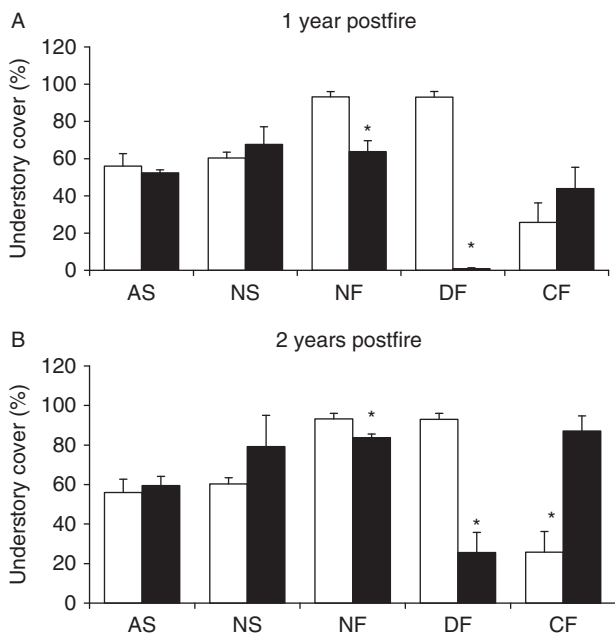 A
1 year postfire
Understory cover (%)
120
100
80
60
40
20
0
*
*
AS NS NF DF CF
B
2 years postfire
Understory cover (%)
120
100
80
60
40
20
0
*
*
*
AS NS NF DF CF